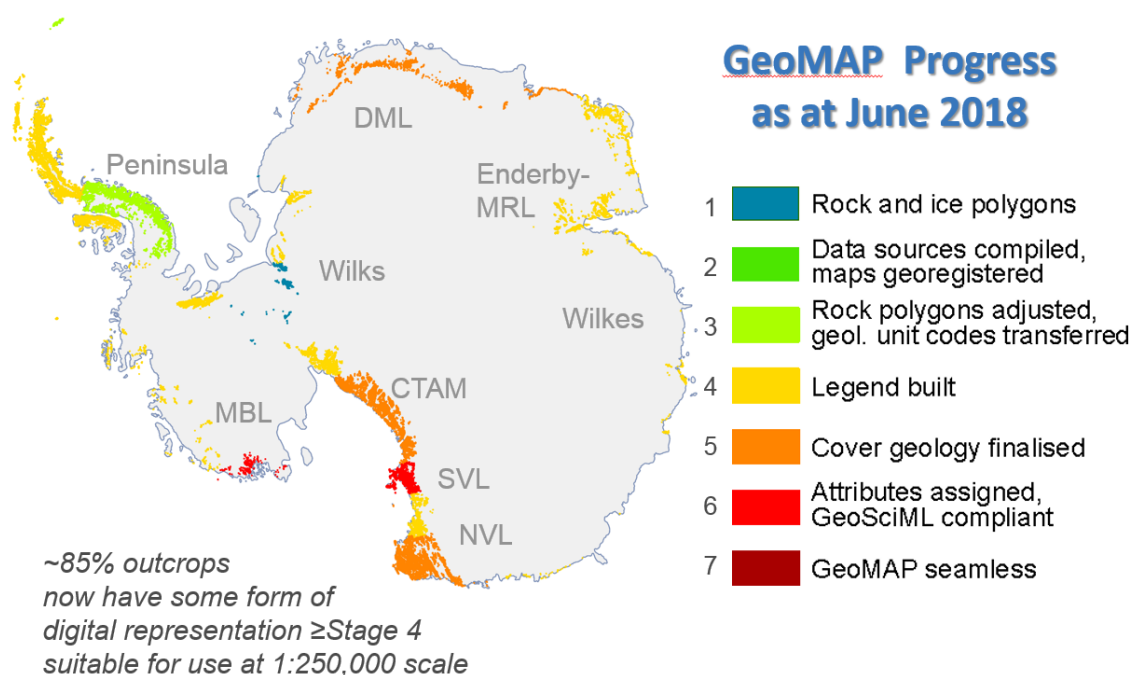 GeoMAP Progress
as at June 2018
DML
Peninsula
Enderby-
MRL
Wilks
Wilkes
CTAM
MBL
SVL
NVL
1 Rock and ice polygons
2 Data sources compiled,
maps georegistered
3 Rock polygons adjusted,
geol. unit codes transferred
4 Legend built
5 Cover geology finalised
6 Attributes assigned,
GeoSciML compliant
7 GeoMAP seamless
~85% outcrops
now have some form of
digital representation ≥Stage 4
suitable for use at 1:250,000 scale